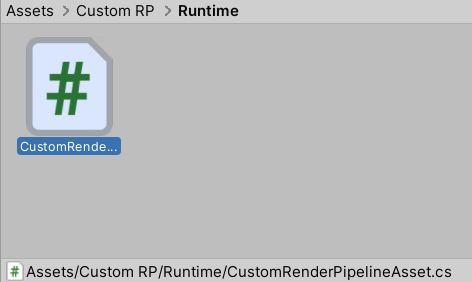 Assets > Custom RP > Runtime
CustomRende...
Assets/Custom RP/Runtime/CustomRenderPipelineAsset.cs